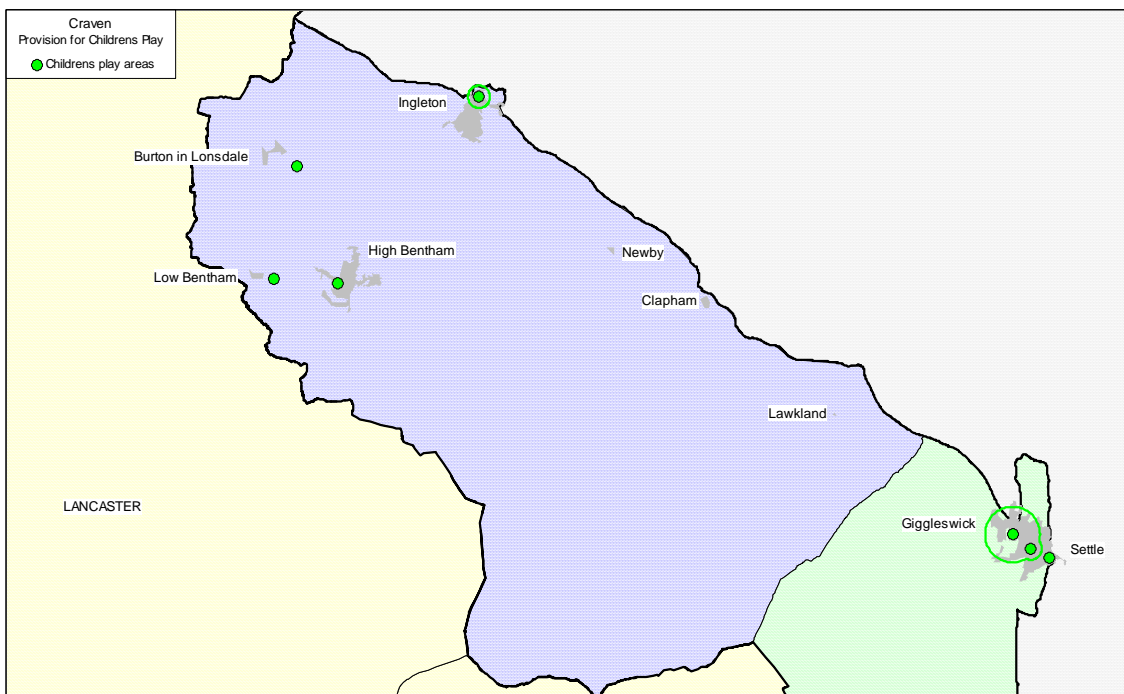 Craven
Provision for Childrens Play
Childrens play areas
Ingleton
Burton in Lonsdale
High Bentham
Newby
Low Bentham
Clapham
Lawkland
LANCASTER
Giggleswick
Settle